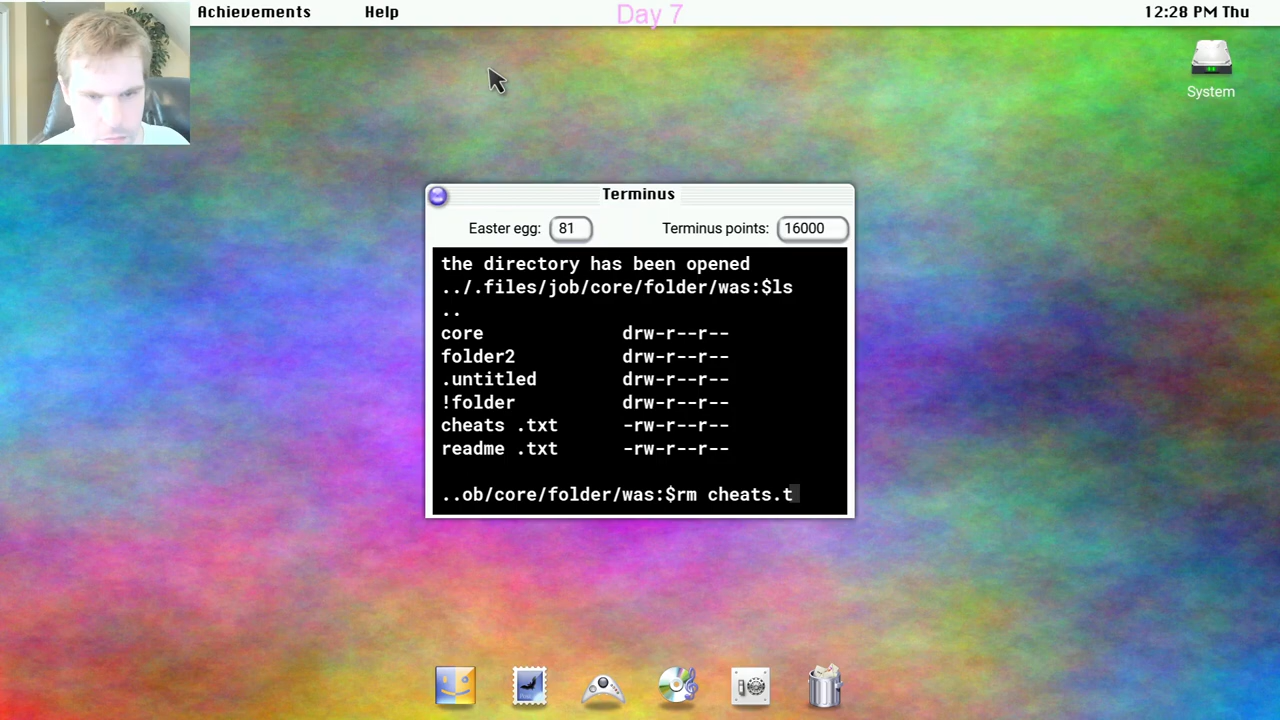 Achievements Help Day 7 12:28 PM Thu
System
Terminus
Easter egg: 81 Terminus points: 16000
the directory has been opened
../.files/job/core/folder/was:$ls
..
core drw-r--r--
folder2 drw-r--r--
.untitled drw-r--r--
!folder drw-r--r--
cheats .txt -rw-r--r--
readme .txt -rw-r--r--
..ob/core/folder/was:$rm cheats.t